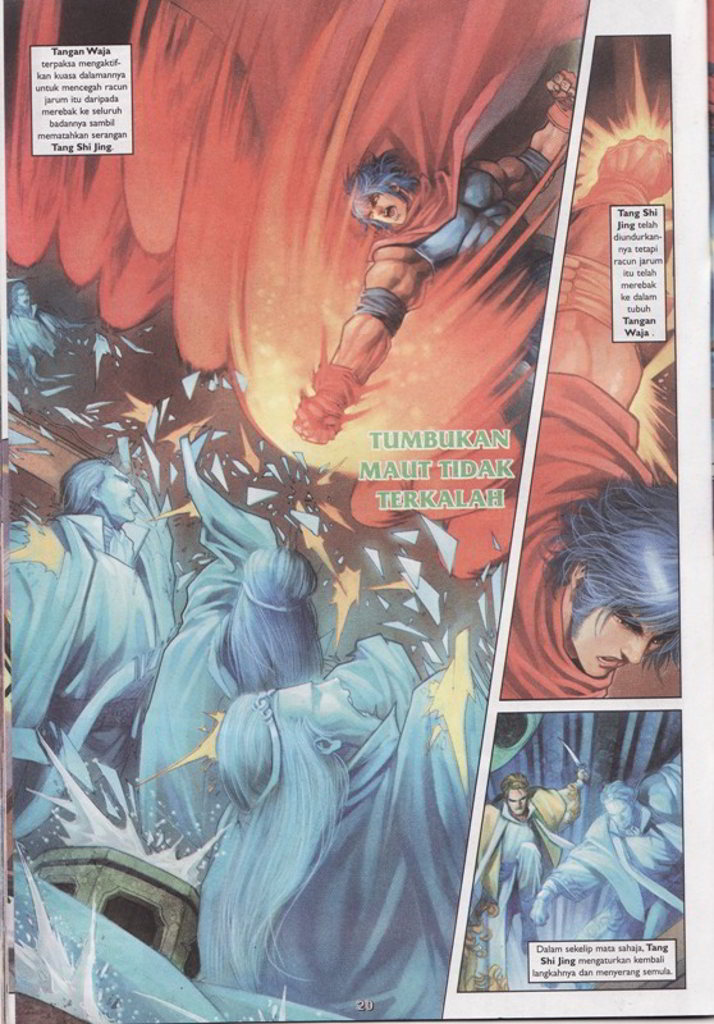 Tangan Waja
terpaksa mengaktif-
kan kuasa dalamannya
untuk mencegah racun
jarum itu daripada
merebak ke seluruh
badannya sambil
mematahkan serangan
Tang Shi Jing.
TUMBUKAN
MAUT TIDAK
TERKALAH
Tang Shi
Jing telah
diundurkan-
nya tetapi
racun jarum
itu telah
merebak
ke dalam
tubuh
Tangan
Waja .
Dalam sekelip mata sahaja, Tang
Shi Jing mengaturkan kembali
langkahnya dan menyerang semula.
20